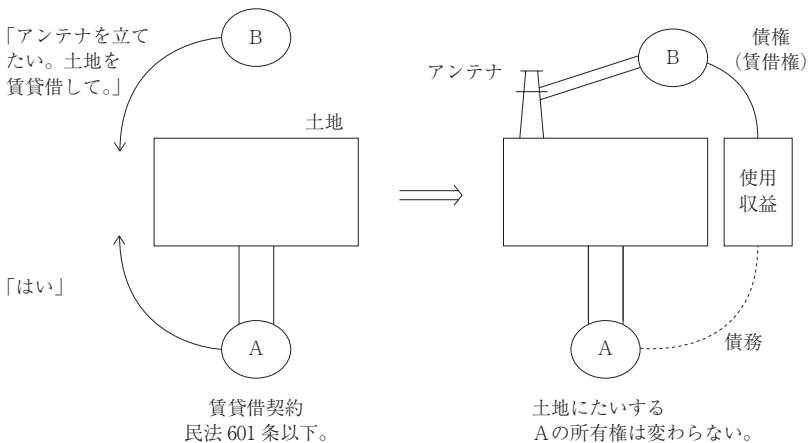 「アンテナを立て
たい。土地を
賃貸借して。」
B
土地
「はい」
A
賃貸借契約
民法 601 条以下。
アンテナ
B
債権
（賃借権）
使用
収益
A
債務
土地にたいする
Aの所有権は変わらない。